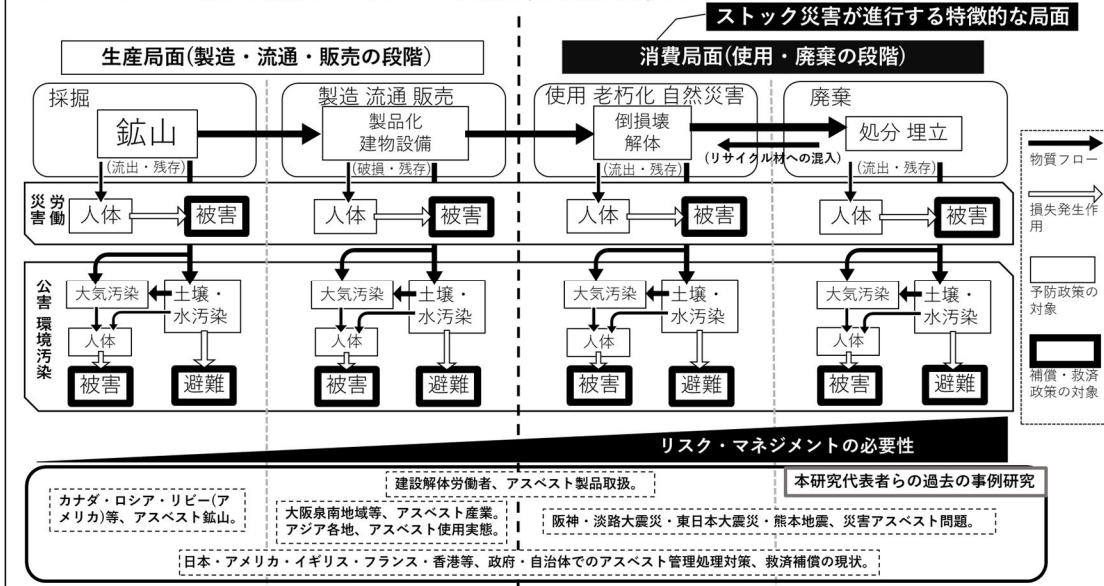 ストック災害が進行する特徴的な局面
生産局面(製造・流通・販売の段階)
消費局面(使用・廃棄の段階)
採掘
鉱山
(流出・残存)
製造 流通 販売
製品化
建物設備
(破損・残存)
使用 老朽化 自然災害
倒損壊
解体
(流出・残存)
(リサイクル材への混入)
廃棄
処分 埋立
(流出・残存)
労働
災害
人体
被害
人体
被害
人体
被害
人体
被害
公害 環境汚染
大気汚染
土壌・
水汚染
人体
被害
避難
大気汚染
土壌・
水汚染
人体
被害
避難
大気汚染
土壌・
水汚染
人体
被害
避難
大気汚染
土壌・
水汚染
人体
被害
避難
物質フロー
損失発生作
用
予防政策の
対象
補償・救済
政策の対象
リスク・マネジメントの必要性
本研究代表者らの過去の事例研究
建設解体労働者、アスベスト製品取扱。
カナダ・ロシア・リビー(ア
メリカ)等、アスベスト鉱山。
大阪泉南地域等、アスベスト産業。
アジア各地、アスベスト使用実態。
阪神・淡路大震災・東日本大震災・熊本地震、災害アスベスト問題。
日本・アメリカ・イギリス・フランス・香港等、政府・自治体でのアスベスト管理処理対策、救済補償の現状。